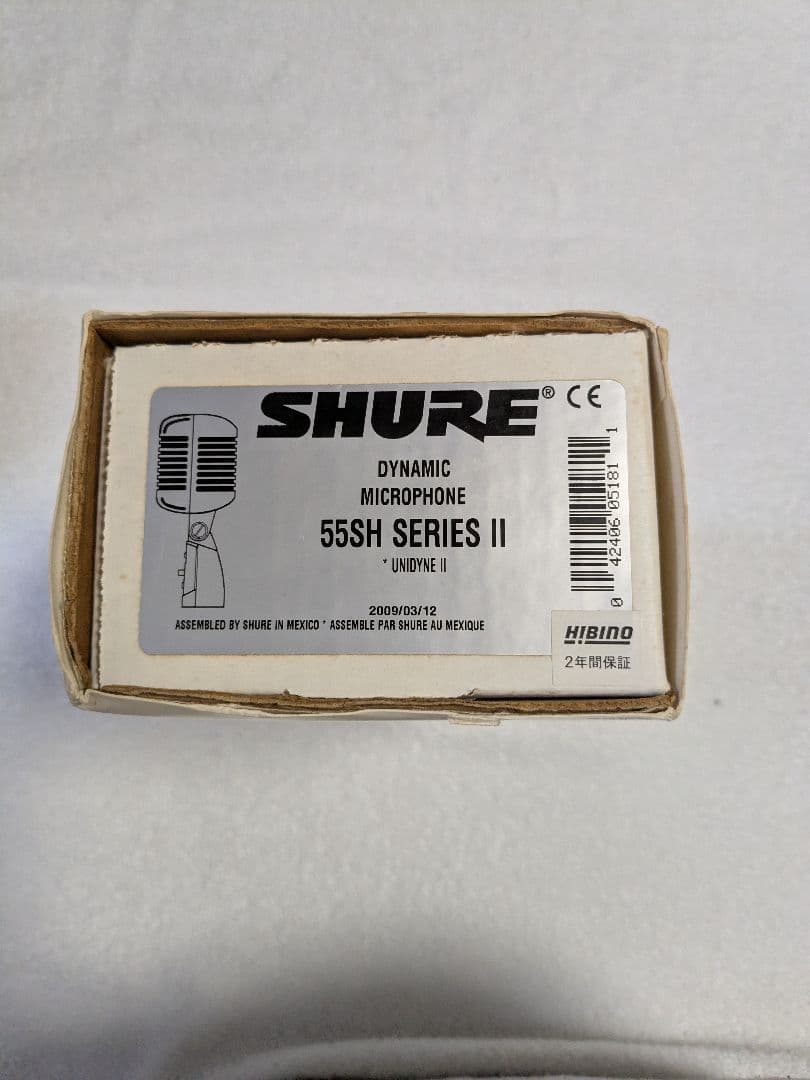 SHURE® CE
DYNAMIC
MICROPHONE
55SH SERIES II
* UNIDYNE II
2009/03/12
ASSEMBLED BY SHURE IN MEXICO * ASSEMBLE PAR SHURE AU MEXIQUE
0 42406 05181 1
HIBINO
2年間保証